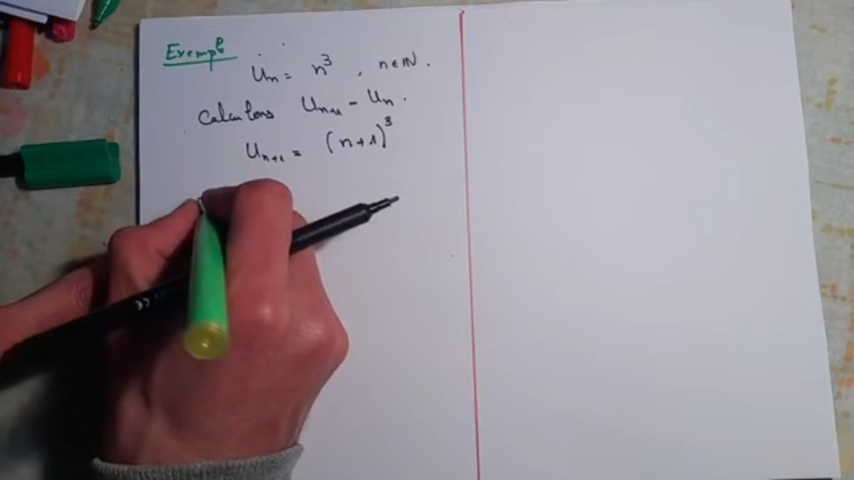 Exemple
Un = n³ , n ∈ ℕ .
Calculons Un+1 - Un .
Un+1 = (n+1)³